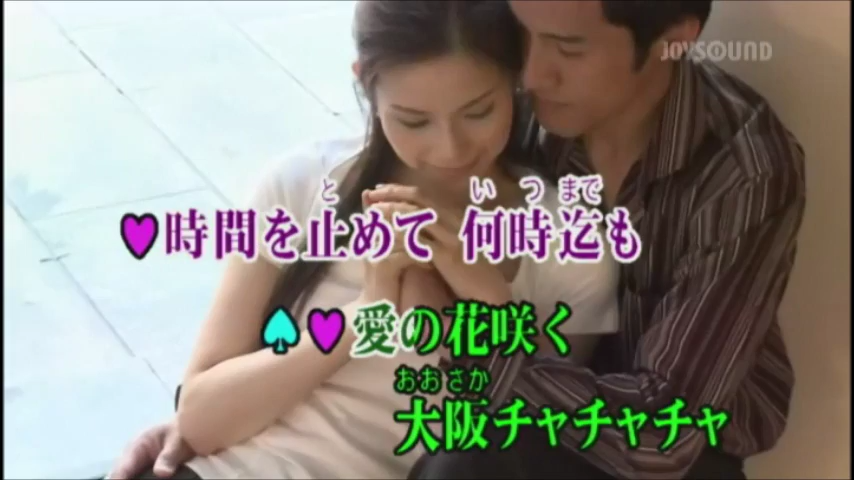 JOYSOUND
と い つ まで
♥時間を止めて 何時迄も
♠♥愛の花咲く
おおさか
大阪チャチャチャ